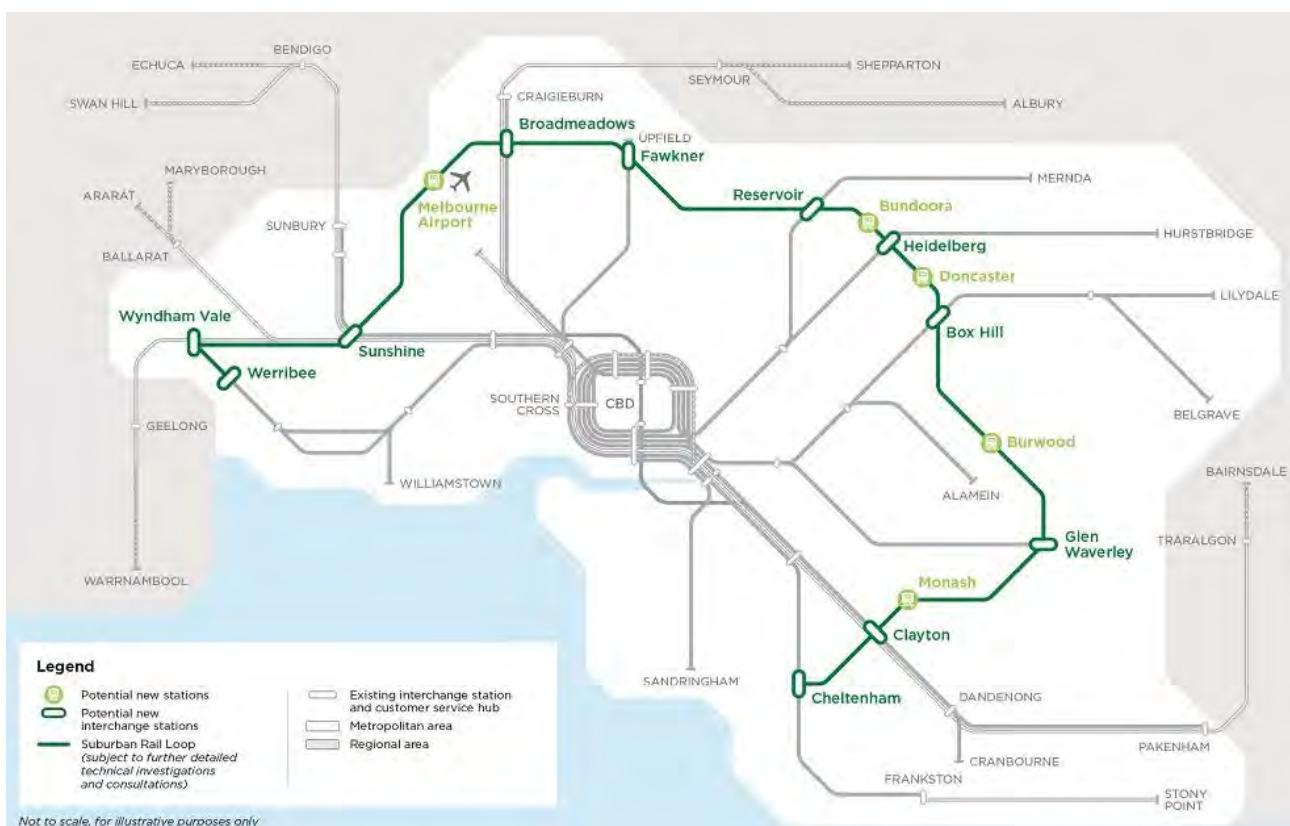 BENDIGO
ECHUCA
SWAN HILL
SEYMOUR
SHEPPARTON
ALBURY
CRAIGIEBURN
Broadmeadows
UPFIELD
Fawkner
MARYBOROUGH
ARARAT
BALLARAT
SUNBURY
Melbourne
Airport
Reservoir
MERNDA
Bundoora
Heidelberg
HURSTBRIDGE
Doncaster
LILYDALE
Box Hill
Wyndham Vale
Sunshine
Werribee
SOUTHERN
CROSS
CBD
BELGRAVE
GEELONG
WILLIAMSTOWN
Burwood
ALAMEIN
BAIRNSDALE
Glen
Waverley
TRARALGON
WARRNAMBOOL
Monash
Clayton
SANDRINGHAM
Cheltenham
DANDENONG
CRANBOURNE
PAKENHAM
FRANKSTON
STONY
POINT
Legend
Potential new stations
Potential new
interchange stations
Suburban Rail Loop
(subject to further detailed
technical investigations
and consultations)
Existing interchange station
and customer service hub
Metropolitan area
Regional area
Not to scale, for illustrative purposes only